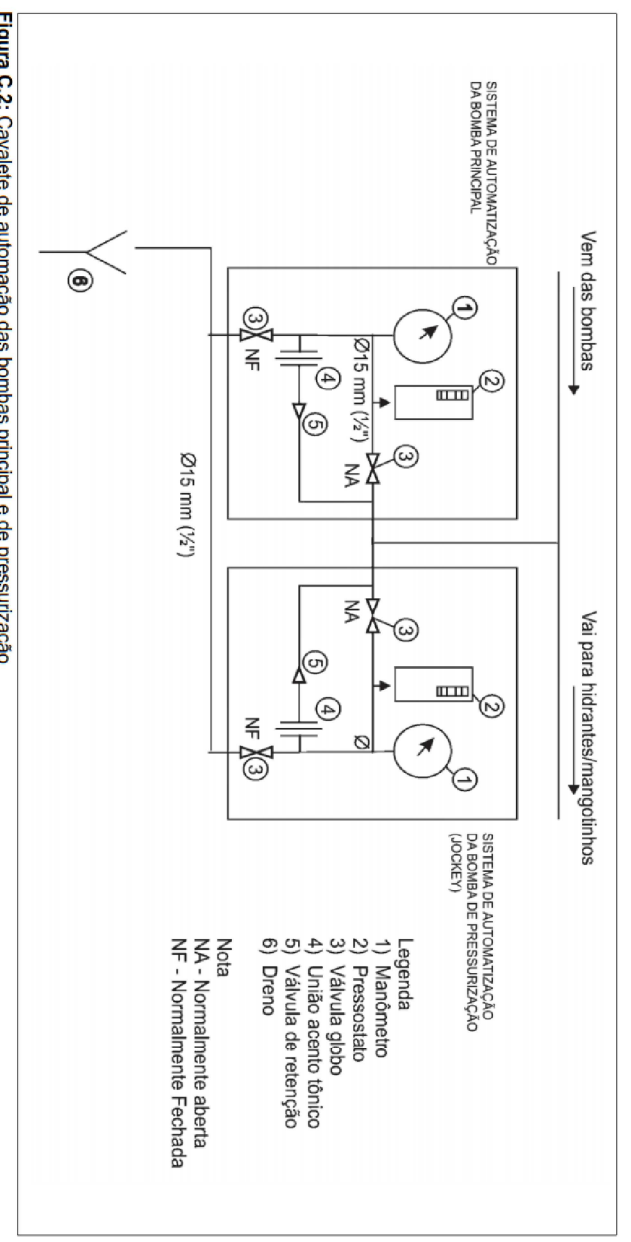 Vem das bombas
Vai para hidrantes/mangotinhos
SISTEMA DE AUTOMATIZAÇÃO
DA BOMBA PRINCIPAL
1
2
3
Ø15 mm (½")
NA
4
5
3
NF
SISTEMA DE AUTOMATIZAÇÃO
DA BOMBA DE PRESSURIZAÇÃO
(JOCKEY)
3
2
1
NA
Ø
5
4
NF
3
Ø15 mm (½")
6
Legenda
1) Manômetro
2) Pressostato
3) Válvula globo
4) União acento tônico
5) Válvula de retenção
6) Dreno
Nota
NA - Normalmente aberta
NF - Normalmente Fechada
Figura C.2: Cavalete de automação das bombas principal e de pressurização